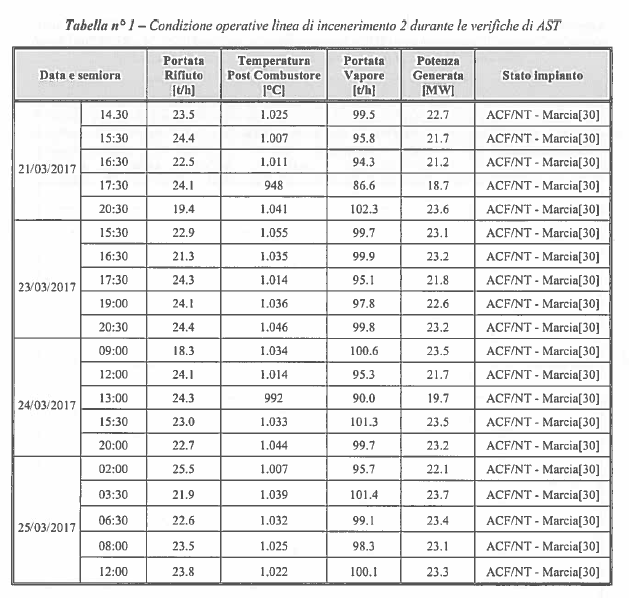 Tabella n° 1 – Condizione operative linea di incenerimento 2 durante le verifiche di AST
Data e semiora Portata Rifiuto [t/h] Temperatura Post Combustore [°C] Portata Vapore [t/h] Potenza Generata [MW] Stato impianto
21/03/2017
14.30 23.5 1.025 99.5 22.7 ACF/NT - Marcia[30]
15:30 24.4 1.007 95.8 21.7 ACF/NT - Marcia[30]
16:30 22.5 1.011 94.3 21.2 ACF/NT - Marcia[30]
17:30 24.1 948 86.6 18.7 ACF/NT - Marcia[30]
20:30 19.4 1.041 102.3 23.6 ACF/NT - Marcia[30]
23/03/2017
15:30 22.9 1.055 99.7 23.1 ACF/NT - Marcia[30]
16:30 21.3 1.035 99.9 23.2 ACF/NT - Marcia[30]
17:30 24.3 1.014 95.1 21.8 ACF/NT - Marcia[30]
19:00 24.1 1.036 97.8 22.6 ACF/NT - Marcia[30]
20:30 24.4 1.046 99.8 23.2 ACF/NT - Marcia[30]
24/03/2017
09:00 18.3 1.034 100.6 23.5 ACF/NT - Marcia[30]
12:00 24.1 1.014 95.3 21.7 ACF/NT - Marcia[30]
13:00 24.3 992 90.0 19.7 ACF/NT - Marcia[30]
15:30 23.0 1.033 101.3 23.5 ACF/NT - Marcia[30]
20:00 22.7 1.044 99.7 23.2 ACF/NT - Marcia[30]
25/03/2017
02:00 25.5 1.007 95.7 22.1 ACF/NT - Marcia[30]
03:30 21.9 1.039 101.4 23.7 ACF/NT - Marcia[30]
06:30 22.6 1.032 99.1 23.4 ACF/NT - Marcia[30]
08:00 23.5 1.025 98.3 23.1 ACF/NT - Marcia[30]
12:00 23.8 1,022 100.1 23.3 ACF/NT - Marcia[30]